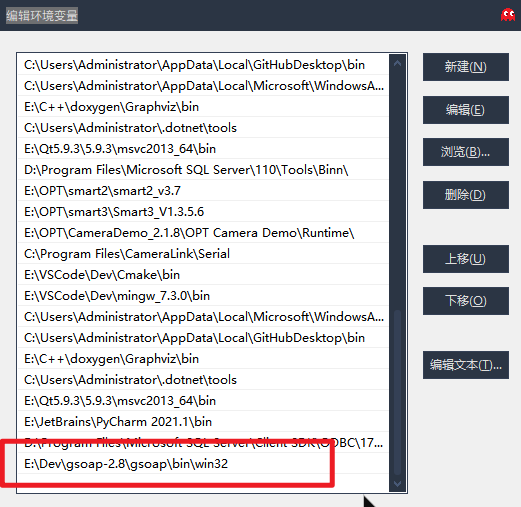 编辑环境变量
C:\Users\Administrator\AppData\Local\GitHubDesktop\bin
C:\Users\Administrator\AppData\Local\Microsoft\WindowsA...
E:\C++\doxygen\Graphviz\bin
C:\Users\Administrator\.dotnet\tools
E:\Qt5.9.3\5.9.3\msvc2013_64\bin
D:\Program Files\Microsoft SQL Server\110\Tools\Binn\
E:\OPT\smart2\smart2_v3.7
E:\OPT\smart3\Smart3_V1.3.5.6
E:\OPT\CameraDemo_2.1.8\OPT Camera Demo\Runtime\
C:\Program Files\CameraLink\Serial
E:\VSCode\Dev\Cmake\bin
E:\VSCode\Dev\mingw_7.3.0\bin
C:\Users\Administrator\AppData\Local\Microsoft\WindowsA...
C:\Users\Administrator\AppData\Local\GitHubDesktop\bin
E:\C++\doxygen\Graphviz\bin
C:\Users\Administrator\.dotnet\tools
E:\Qt5.9.3\5.9.3\msvc2013_64\bin
E:\JetBrains\PyCharm 2021.1\bin
D:\Program Files\Microsoft SQL Server\Client SDK\ODBC\17...
E:\Dev\gsoap-2.8\gsoap\bin\win32
新建(N)
编辑(E)
浏览(B)...
删除(D)
上移(U)
下移(O)
编辑文本(T)...